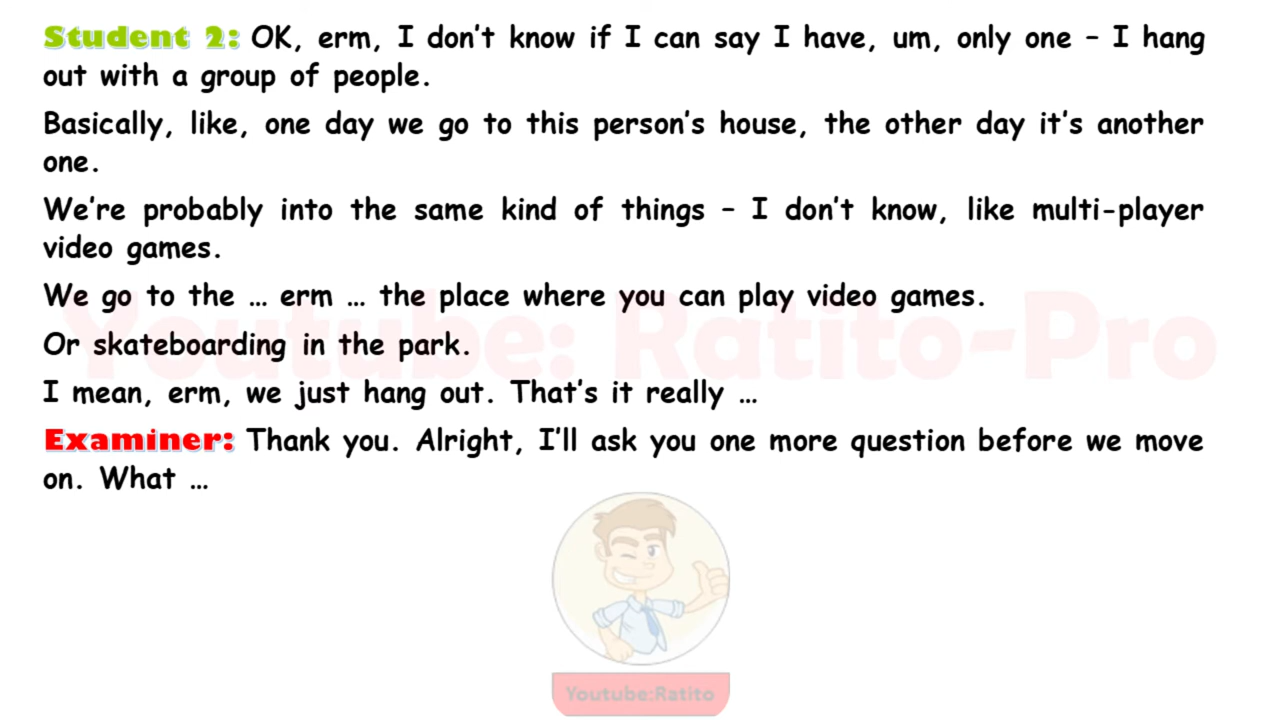 Student 2: OK, erm, I don't know if I can say I have, um, only one – I hang
out with a group of people.
Basically, like, one day we go to this person's house, the other day it's another
one.
We're probably into the same kind of things – I don't know, like multi-player
video games.
We go to the … erm … the place where you can play video games.
Youtube: Ratito-Pro
Or skateboarding in the park.
I mean, erm, we just hang out. That's it really …
Examiner: Thank you. Alright, I'll ask you one more question before we move
on. What …
Youtube:Ratito